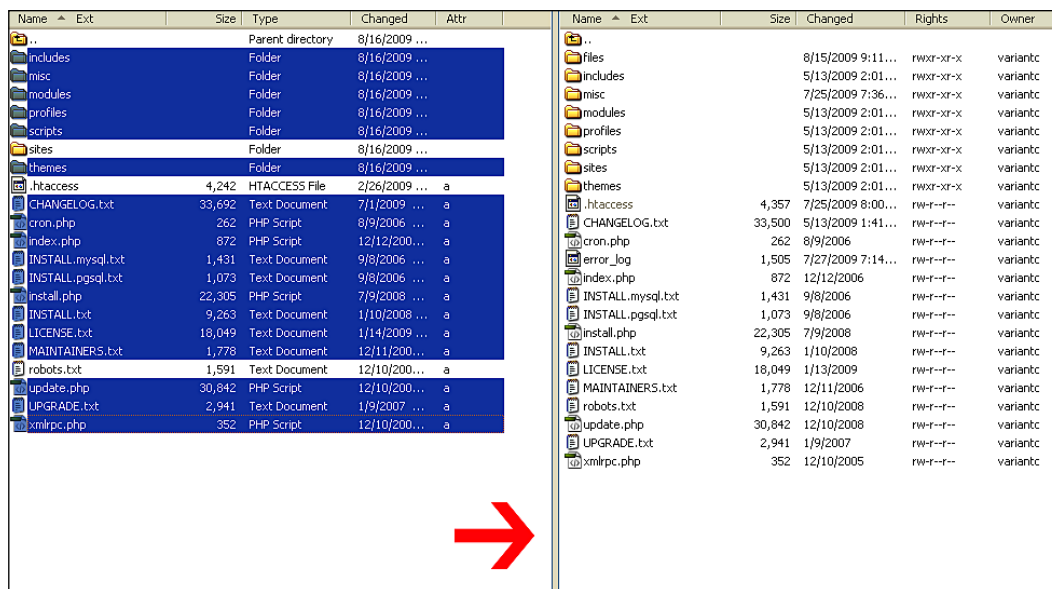 Name Ext Size Type Changed Attr
.. Parent directory 8/16/2009 ...
includes Folder 8/16/2009 ...
misc Folder 8/16/2009 ...
modules Folder 8/16/2009 ...
profiles Folder 8/16/2009 ...
scripts Folder 8/16/2009 ...
sites Folder 8/16/2009 ...
themes Folder 8/16/2009 ...
.htaccess 4,242 HTACCESS File 2/26/2009 ... a
CHANGELOG.txt 33,692 Text Document 7/1/2009 ... a
cron.php 262 PHP Script 8/9/2006 ... a
index.php 872 PHP Script 12/12/200... a
INSTALL.mysql.txt 1,431 Text Document 9/8/2006 ... a
INSTALL.pgsql.txt 1,073 Text Document 9/8/2006 ... a
install.php 22,305 PHP Script 7/9/2008 ... a
INSTALL.txt 9,263 Text Document 1/10/2008 ... a
LICENSE.txt 18,049 Text Document 1/14/2009 ... a
MAINTAINERS.txt 1,778 Text Document 12/11/200... a
robots.txt 1,591 Text Document 12/10/200... a
update.php 30,842 PHP Script 12/10/200... a
UPGRADE.txt 2,941 Text Document 1/9/2007 ... a
xmlrpc.php 352 PHP Script 12/10/200... a
Name Ext Size Changed Rights Owner
..
files 8/15/2009 9:11... rwxr-xr-x variantc
includes 5/13/2009 2:01... rwxr-xr-x variantc
misc 7/25/2009 7:36... rwxr-xr-x variantc
modules 5/13/2009 2:01... rwxr-xr-x variantc
profiles 5/13/2009 2:01... rwxr-xr-x variantc
scripts 5/13/2009 2:01... rwxr-xr-x variantc
sites 5/13/2009 2:01... rwxr-xr-x variantc
themes 5/13/2009 2:01... rwxr-xr-x variantc
.htaccess 4,357 7/25/2009 8:00... rw-r--r-- variantc
CHANGELOG.txt 33,500 5/13/2009 1:41... rw-r--r-- variantc
cron.php 262 8/9/2006 rw-r--r-- variantc
error_log 1,505 7/27/2009 7:14... rw-r--r-- variantc
index.php 872 12/12/2006 rw-r--r-- variantc
INSTALL.mysql.txt 1,431 9/8/2006 rw-r--r-- variantc
INSTALL.pgsql.txt 1,073 9/8/2006 rw-r--r-- variantc
install.php 22,305 7/9/2008 rw-r--r-- variantc
INSTALL.txt 9,263 1/10/2008 rw-r--r-- variantc
LICENSE.txt 18,049 1/13/2009 rw-r--r-- variantc
MAINTAINERS.txt 1,778 12/11/2006 rw-r--r-- variantc
robots.txt 1,591 12/10/2008 rw-r--r-- variantc
update.php 30,842 12/10/2008 rw-r--r-- variantc
UPGRADE.txt 2,941 1/9/2007 rw-r--r-- variantc
xmlrpc.php 352 12/10/2005 rw-r--r-- variantc